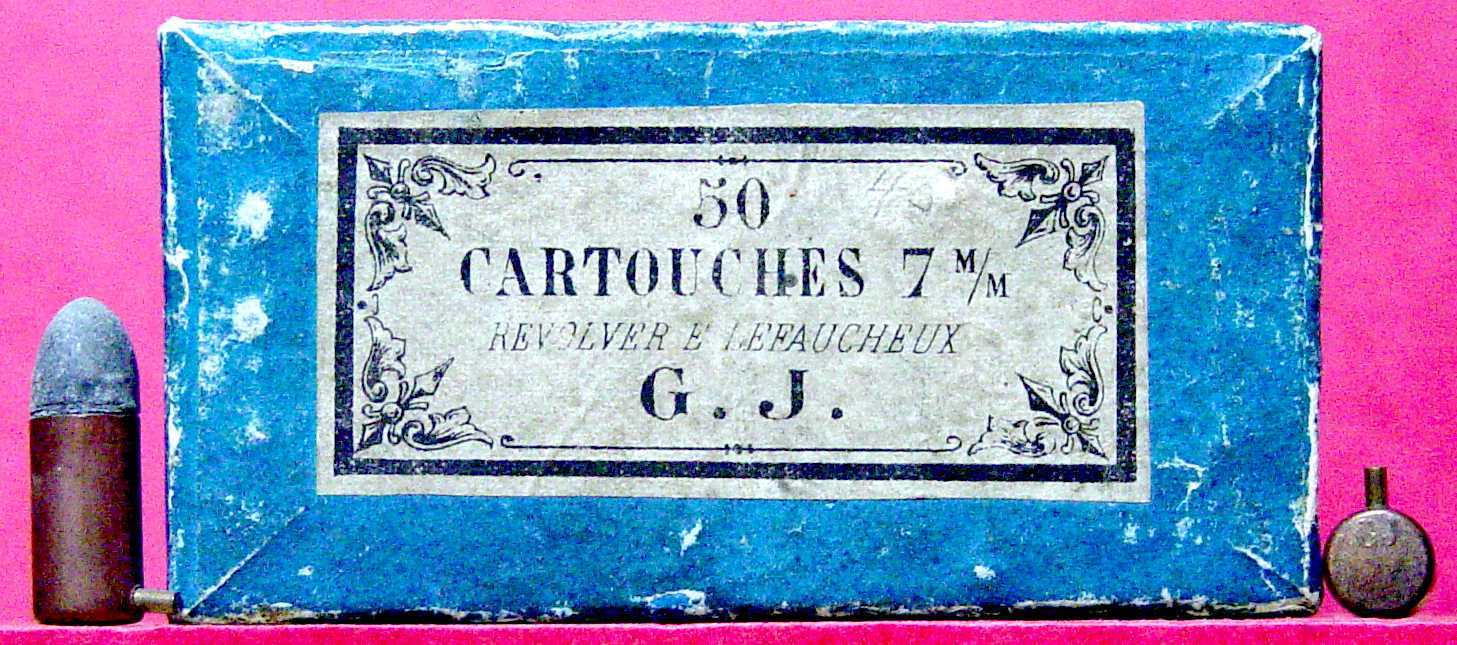 50
CARTOUCHES 7 M/M
REVOLVER E LEFAUCHEUX
G. J.